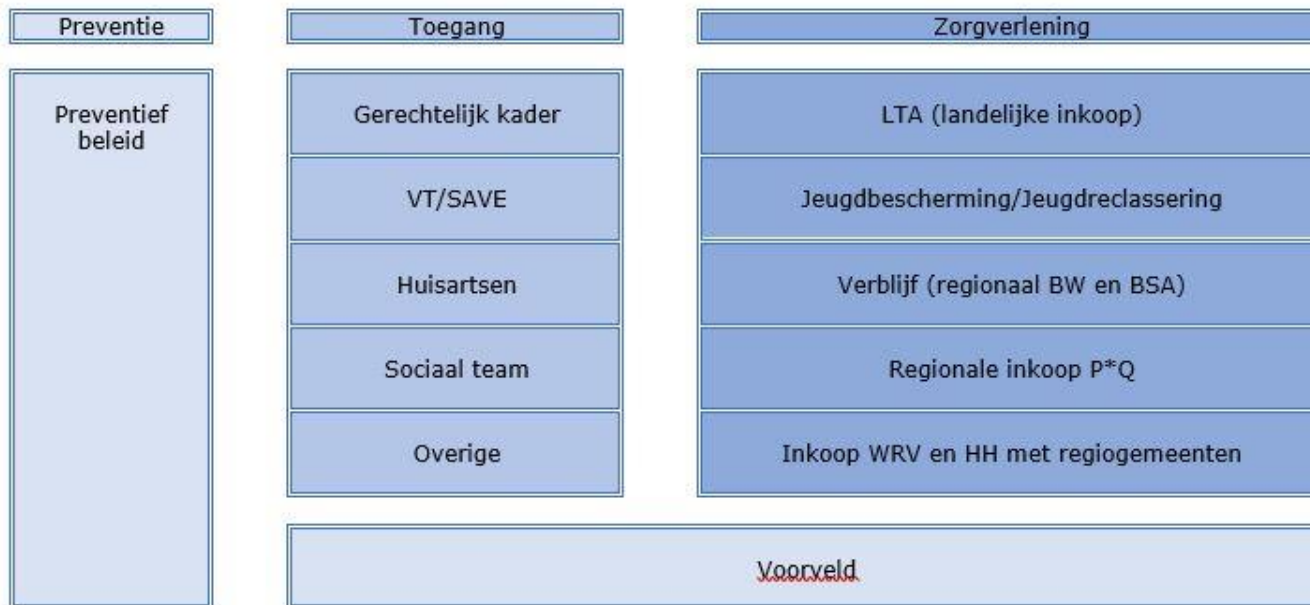 Preventie
Toegang
Zorgverlening
Preventief
beleid
Gerechtelijk kader
LTA (landelijke inkoop)
VT/SAVE
Jeugdbescherming/Jeugdreclassering
Huisartsen
Verblijf (regionaal BW en BSA)
Sociaal team
Regionale inkoop P*Q
Overige
Inkoop WRV en HH met regiogemeenten
Voorveld